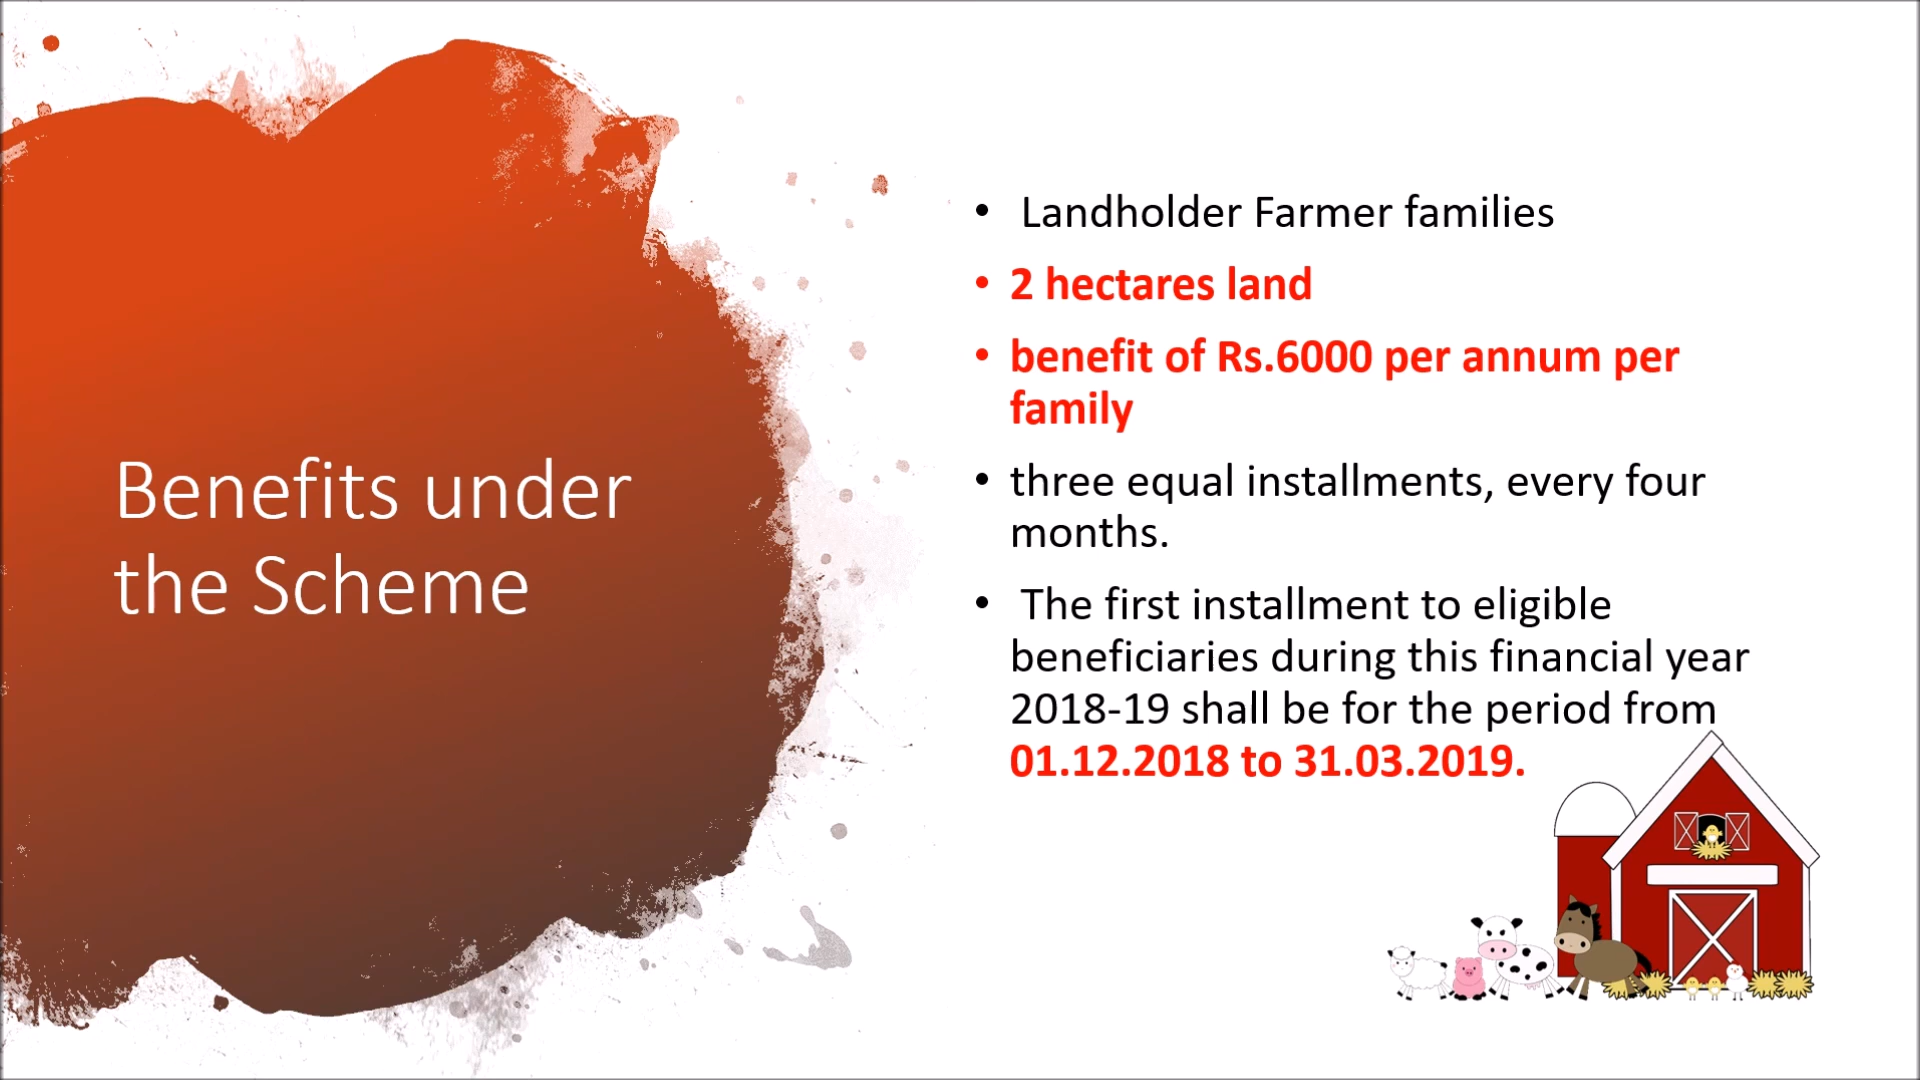 Benefits under
the Scheme
• Landholder Farmer families
• 2 hectares land
• benefit of Rs.6000 per annum per
family
• three equal installments, every four
months.
• The first installment to eligible
beneficiaries during this financial year
2018-19 shall be for the period from
01.12.2018 to 31.03.2019.